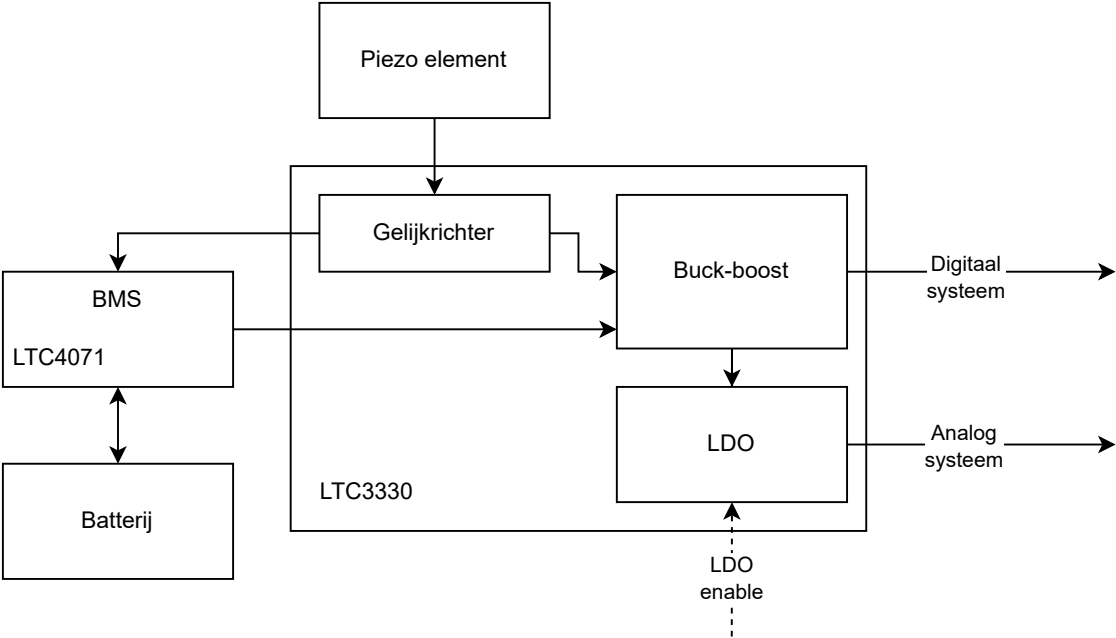 Piezo element
Gelijkrichter
Buck-boost
Digitaal
systeem
BMS
LTC4071
LDO
Analog
systeem
LTC3330
Batterij
LDO
enable